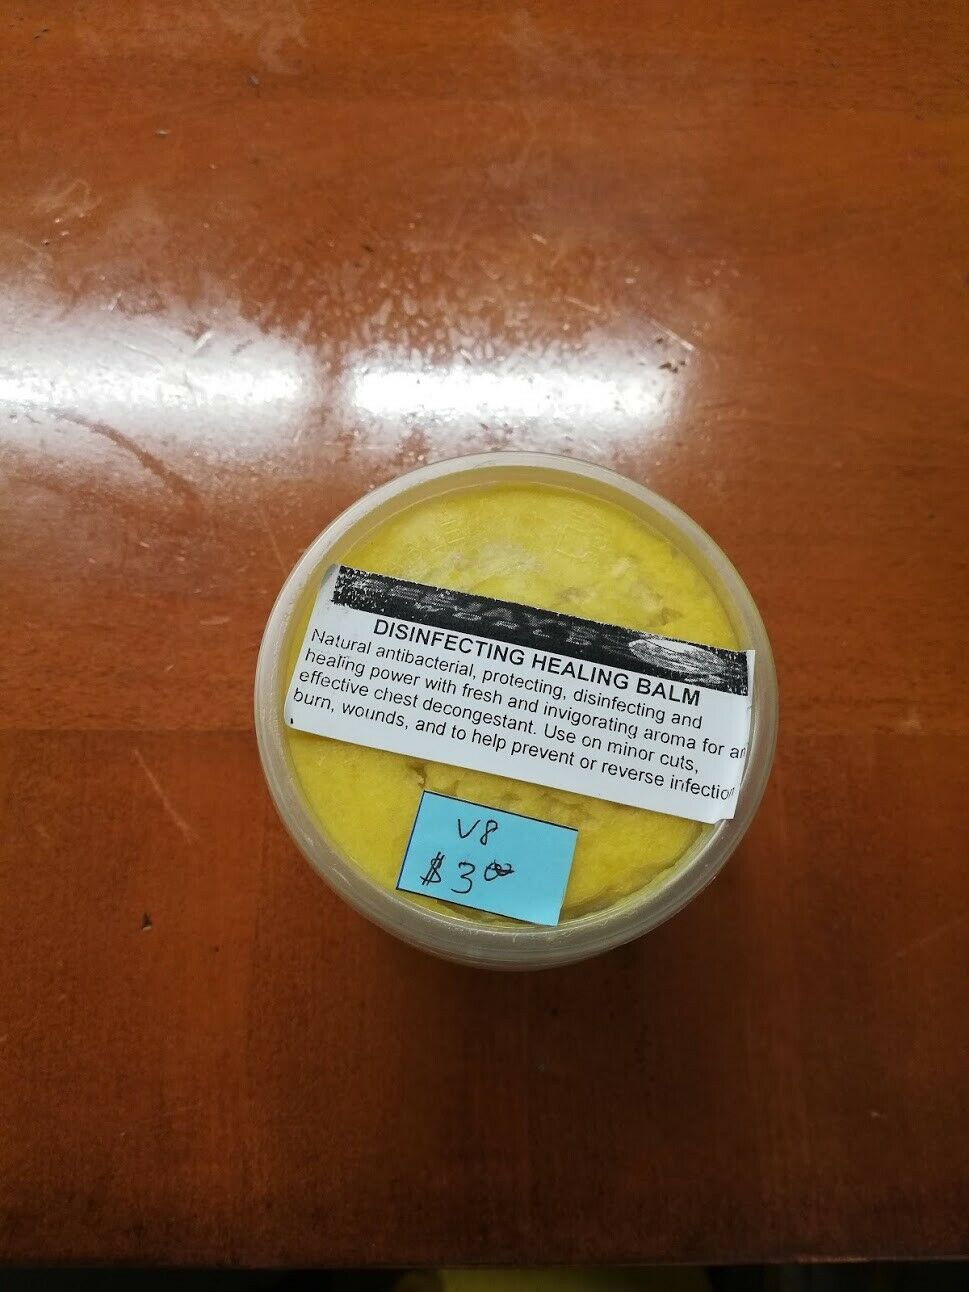 DISINFECTING HEALING BALM
Natural antibacterial, protecting, disinfecting and
healing power with fresh and invigorating aroma for an
effective chest decongestant. Use on minor cuts,
burn, wounds, and to help prevent or reverse infection
V8
$3.00